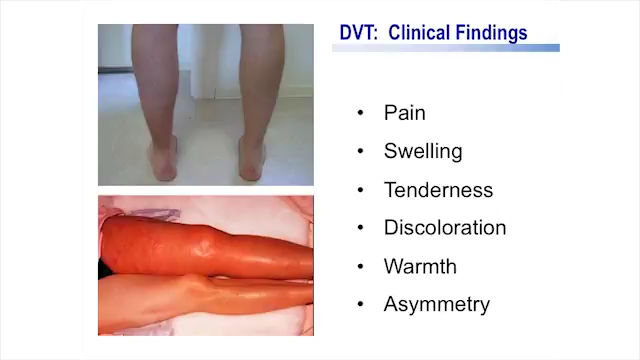 DVT: Clinical Findings
• Pain
• Swelling
• Tenderness
• Discoloration
• Warmth
• Asymmetry